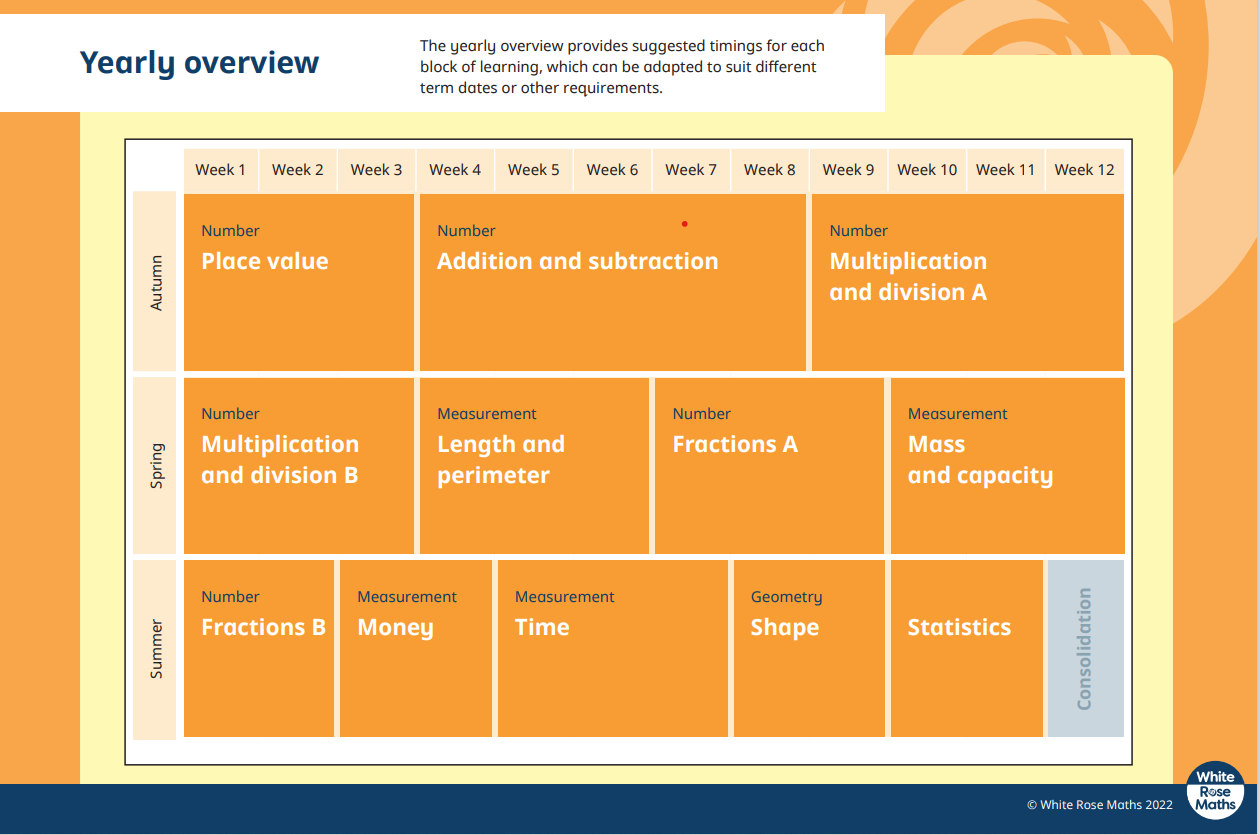 Yearly overview
The yearly overview provides suggested timings for each
block of learning, which can be adapted to suit different
term dates or other requirements.
Week 1 Week 2 Week 3 Week 4 Week 5 Week 6 Week 7 Week 8 Week 9 Week 10 Week 11 Week 12
Autumn
Number
Place value
Number
Addition and subtraction
Number
Multiplication
and division A
Spring
Number
Multiplication
and division B
Measurement
Length and
perimeter
Number
Fractions A
Measurement
Mass
and capacity
Summer
Number
Fractions B
Measurement
Money
Measurement
Time
Geometry
Shape
Statistics
Consolidation
© White Rose Maths 2022
White
Rose
Maths